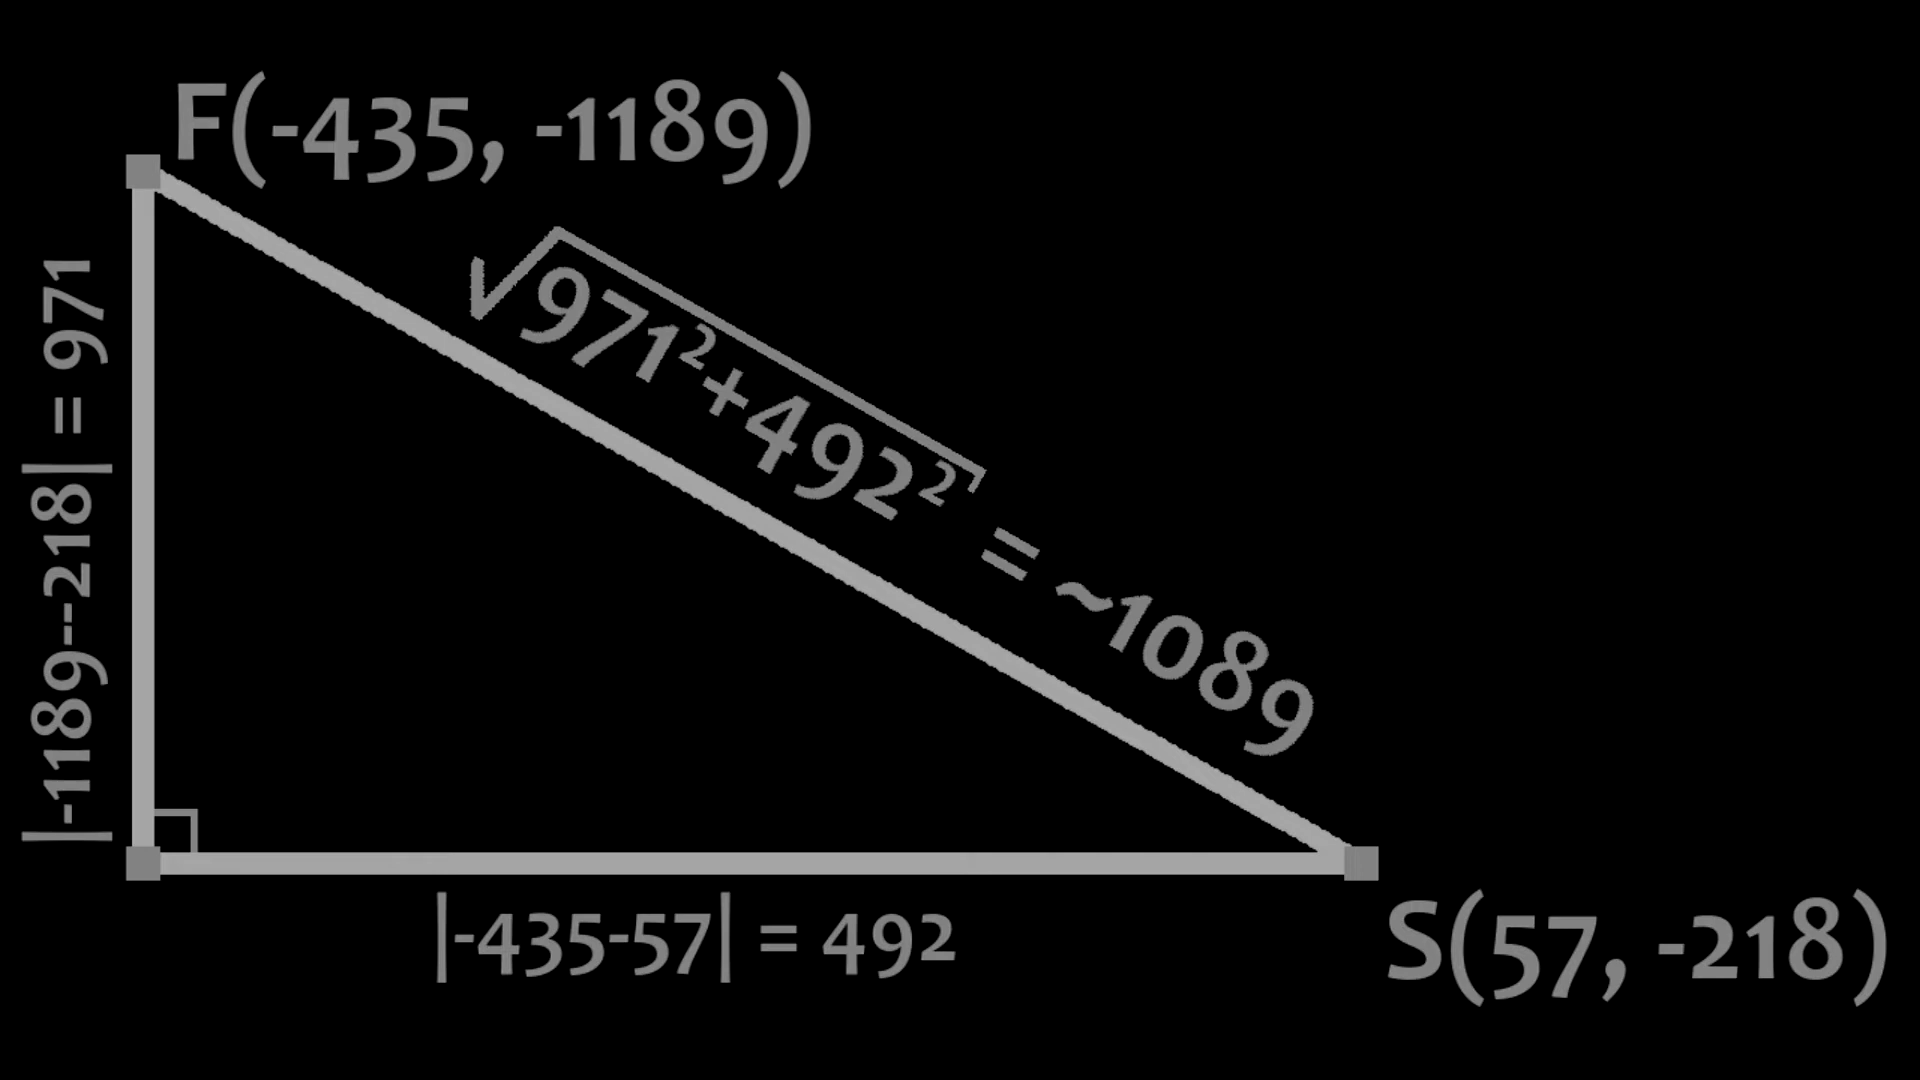 F(-435, -1189)
√971²+492² = ~1089
|-1189--218| = 971
|-435-57| = 492
S(57, -218)